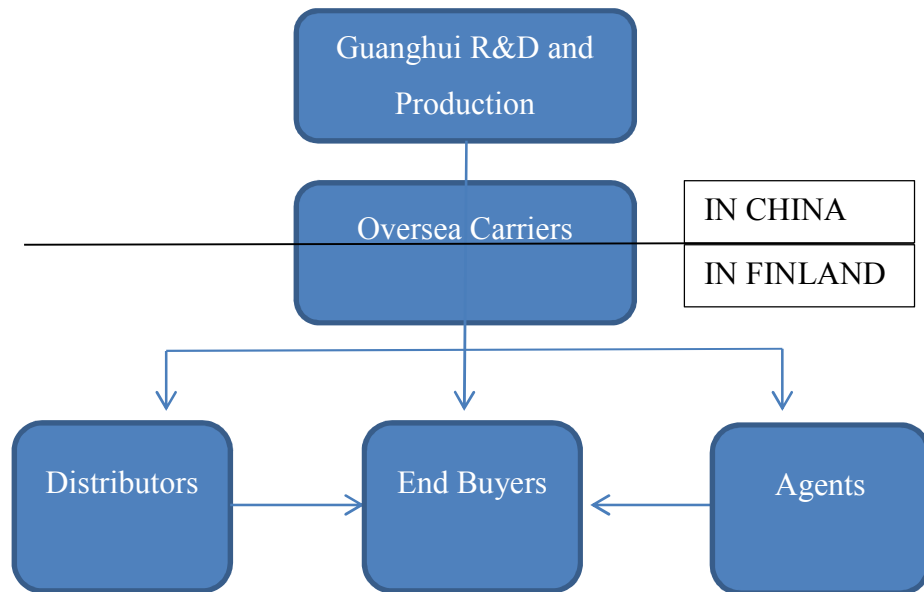 Guanghui R&D and
Production
Oversea Carriers
IN CHINA
IN FINLAND
Distributors
End Buyers
Agents